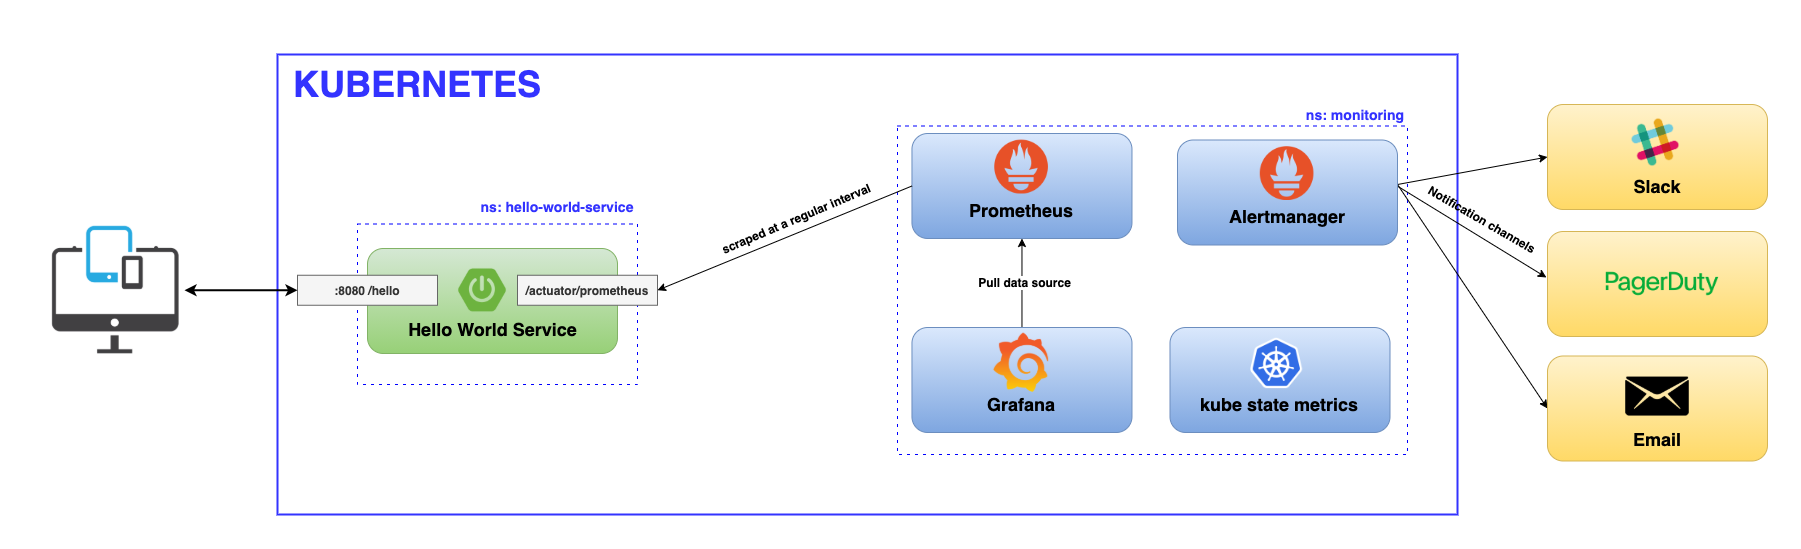 KUBERNETES
ns: monitoring
Prometheus
Alertmanager
Slack
scraped at a regular interval
Notification channels
ns: hello-world-service
:8080 /hello
/actuator/prometheus
Hello World Service
Pull data source
PagerDuty
Grafana
kube state metrics
Email